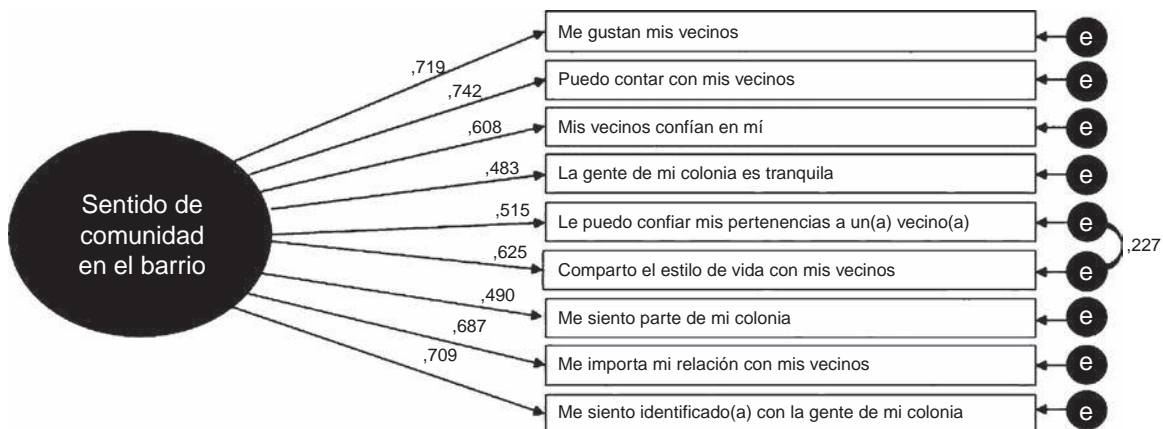 Me gustan mis vecinos
e
,719
Puedo contar con mis vecinos
e
,742
Mis vecinos confían en mí
e
,608
La gente de mi colonia es tranquila
e
,483
Sentido de
comunidad
en el barrio
Le puedo confiar mis pertenencias a un(a) vecino(a)
e
,515
,227
Comparto el estilo de vida con mis vecinos
e
,625
Me siento parte de mi colonia
e
,490
Me importa mi relación con mis vecinos
e
,687
Me siento identificado(a) con la gente de mi colonia
e
,709